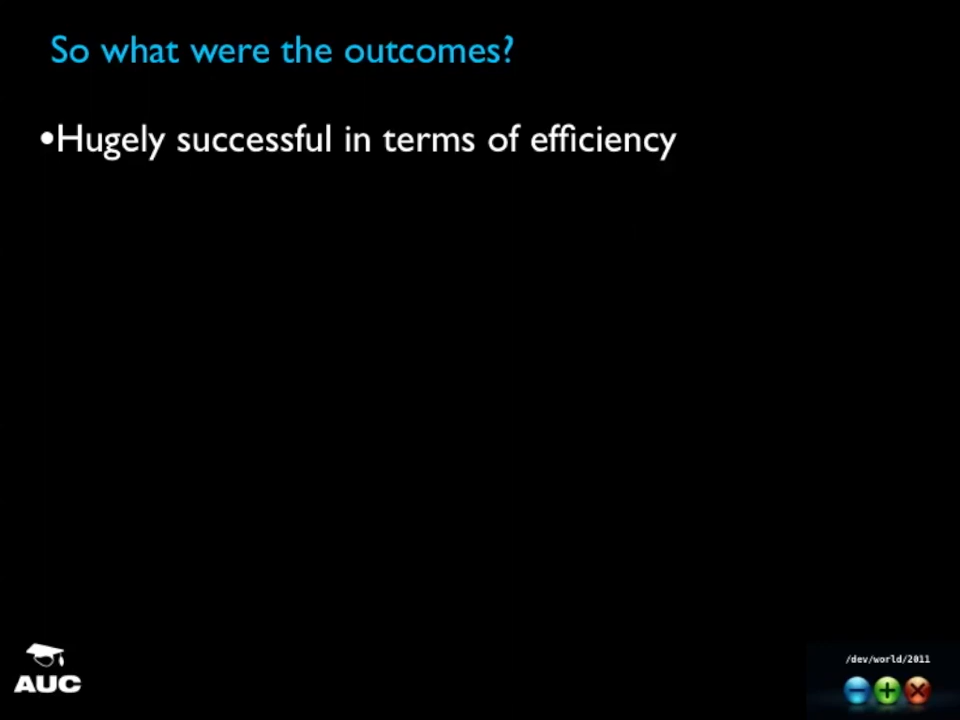 So what were the outcomes?
•Hugely successful in terms of efficiency
AUC
/dev/world/2011